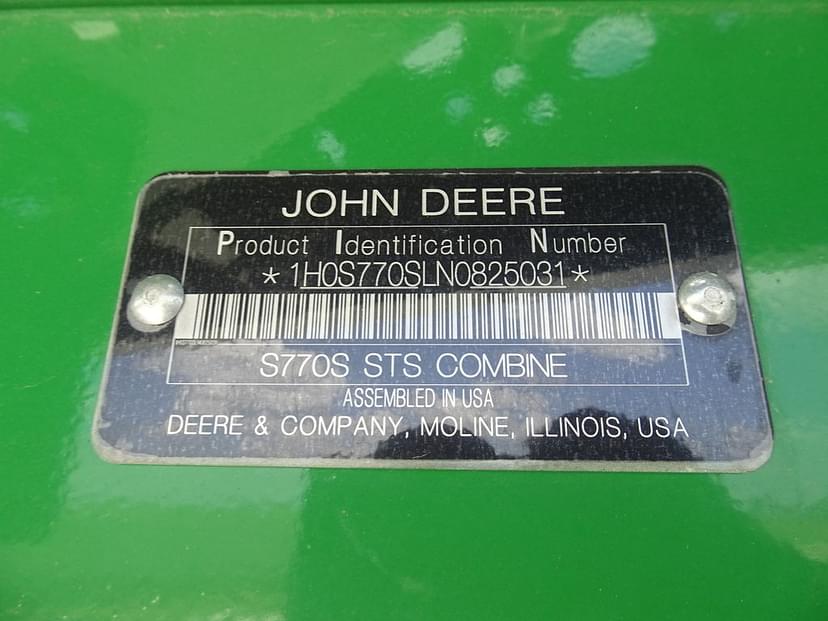 JOHN DEERE
Product Identification Number
*1H0S770SLN0825031*
S770S STS COMBINE
ASSEMBLED IN USA
DEERE & COMPANY, MOLINE, ILLINOIS, USA